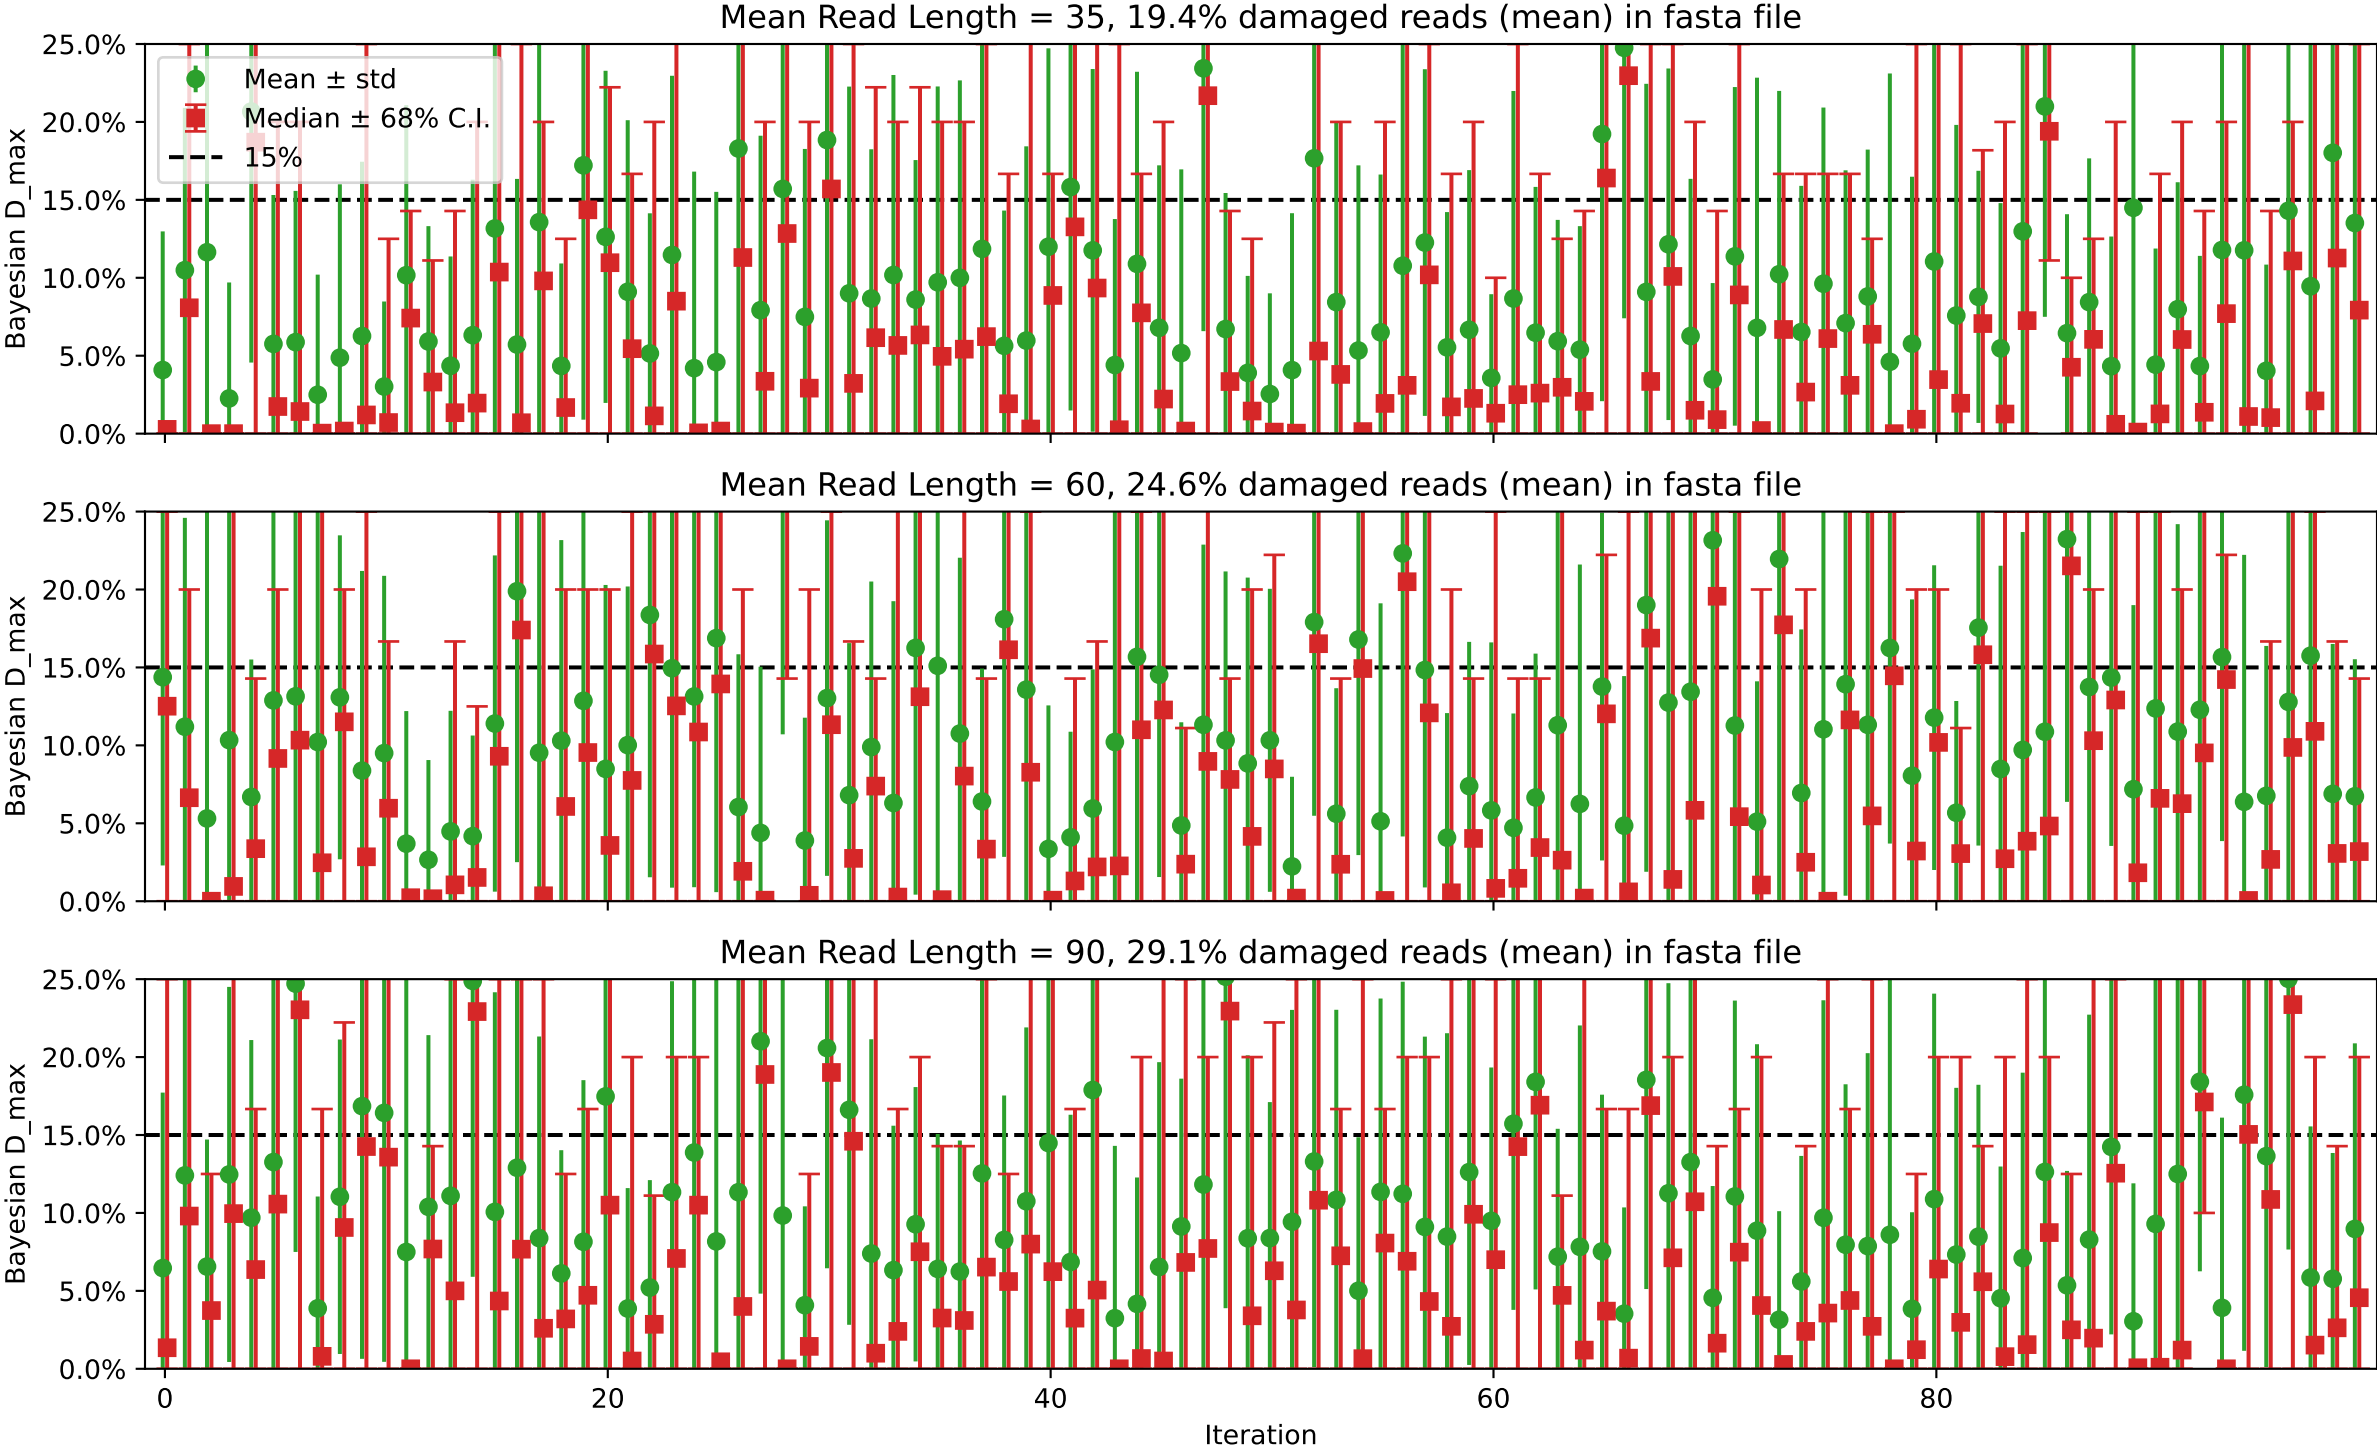 Mean Read Length = 35, 19.4% damaged reads (mean) in fasta file
25.0%
20.0%
15.0%
10.0%
5.0%
0.0%
Bayesian D_max
Mean ± std
Median ± 68% C.I.
15%
Mean Read Length = 60, 24.6% damaged reads (mean) in fasta file
25.0%
20.0%
15.0%
10.0%
5.0%
0.0%
Bayesian D_max
Mean Read Length = 90, 29.1% damaged reads (mean) in fasta file
25.0%
20.0%
15.0%
10.0%
5.0%
0.0%
Bayesian D_max
0 20 40 60 80
Iteration